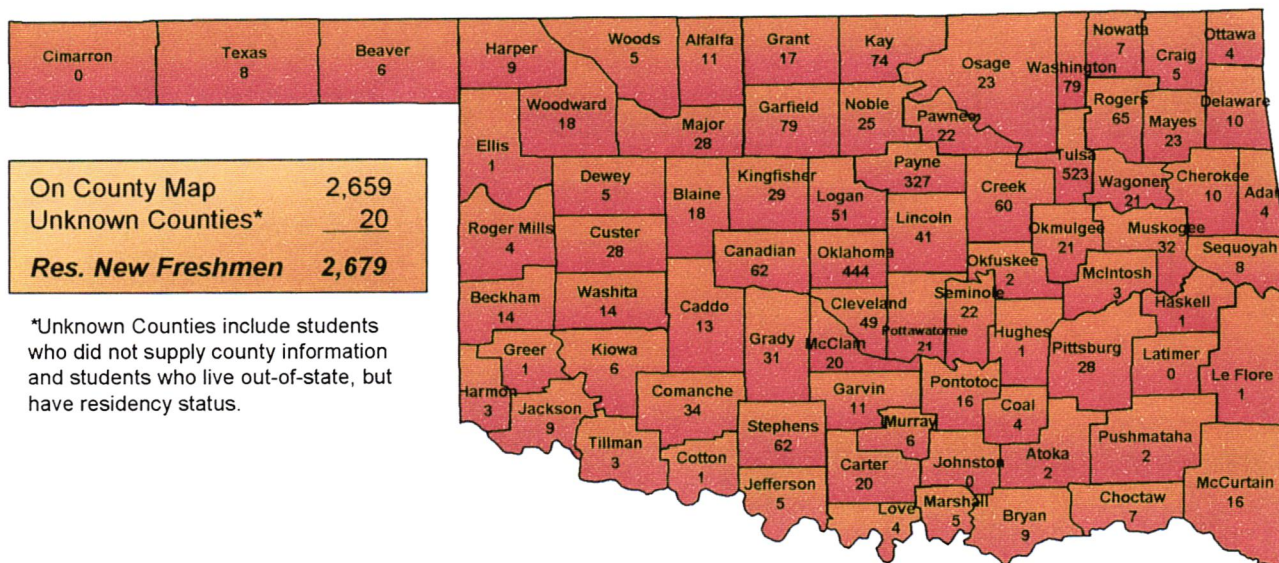 Cimarron
0
Texas
8
Beaver
6
Harper
9
Woods
5
Alfalfa
11
Grant
17
Kay
74
Osage
23
Washington
79
Nowata
7
Craig
5
Ottawa
4
Ellis
1
Woodward
18
Major
28
Garfield
79
Noble
25
Pawnee
22
Rogers
65
Mayes
23
Delaware
10
On County Map 2,659
Unknown Counties* 20
Res. New Freshmen 2,679
*Unknown Counties include students
who did not supply county information
and students who live out-of-state, but
have residency status.
Dewey
5
Blaine
18
Kingfisher
29
Logan
51
Payne
327
Creek
60
Tulsa
523
Wagoner
21
Cherokee
10
Adai
4
Roger Mills
4
Custer
28
Canadian
62
Oklahoma
444
Lincoln
41
Okfuskee
2
Okmulgee
21
Muskogee
32
Sequoyah
8
McIntosh
3
Haskell
1
Beckham
14
Washita
14
Caddo
13
Grady
31
McClam
20
Cleveland
49
Pottawatomie
21
Seminole
22
Hughes
1
Pittsburg
28
Latimer
0
Le Flore
1
Harmon
3
Greer
1
Kiowa
6
Jackson
9
Comanche
34
Tillman
3
Cotton
1
Stephens
62
Jefferson
5
Garvin
11
Murray
6
Carter
20
Love
4
Pontotoc
16
Johnston
0
Marshall
5
Coal
4
Atoka
2
Bryan
9
Pushmataha
2
Choctaw
7
McCurtain
16